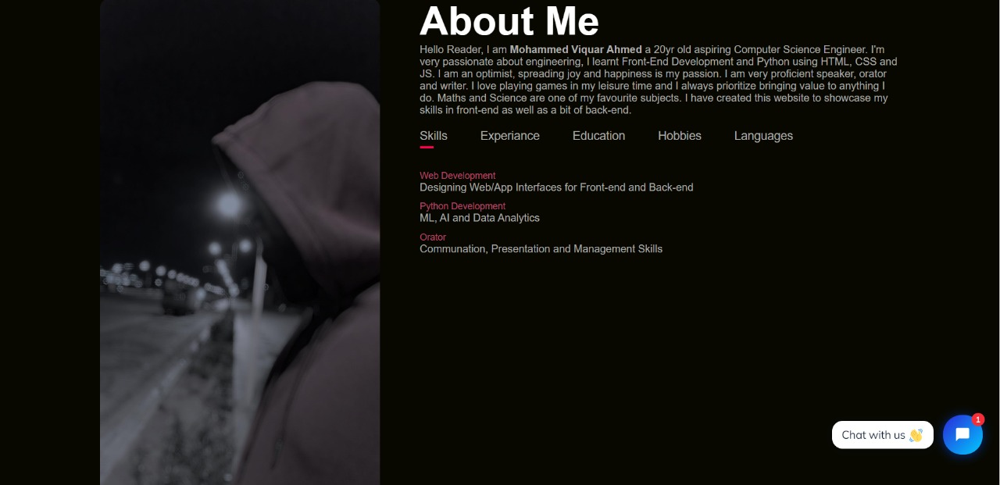 About Me
Hello Reader, I am Mohammed Viquar Ahmed a 20yr old aspiring Computer Science Engineer. I'm
very passionate about engineering, I learnt Front-End Development and Python using HTML, CSS and
JS. I am an optimist, spreading joy and happiness is my passion. I am very proficient speaker, orator
and writer. I love playing games in my leisure time and I always prioritize bringing value to anything I
do. Maths and Science are one of my favourite subjects. I have created this website to showcase my
skills in front-end as well as a bit of back-end.
Skills Experiance Education Hobbies Languages
Web Development
Designing Web/App Interfaces for Front-end and Back-end
Python Development
ML, AI and Data Analytics
Orator
Communation, Presentation and Management Skills
Chat with us 👋
1